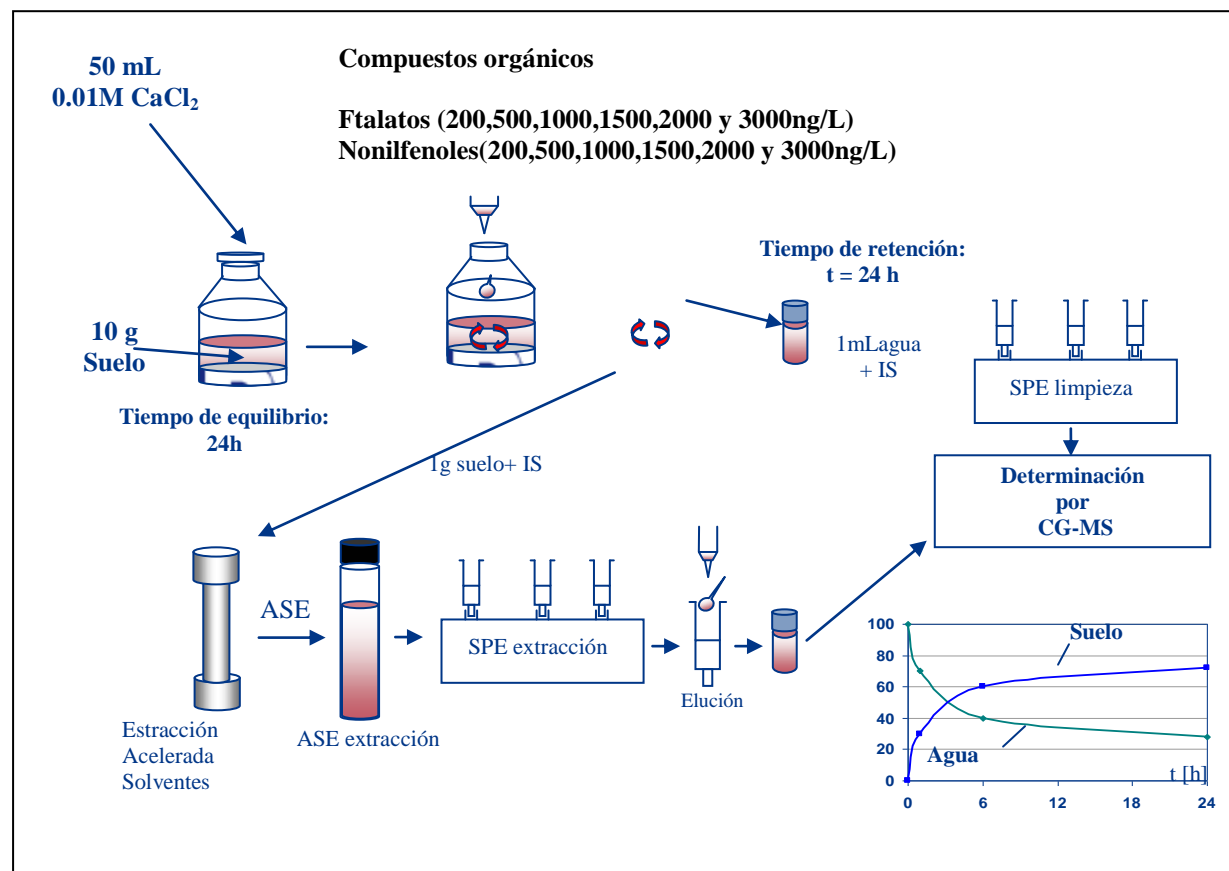 50 mL
0.01M CaCl₂
Compuestos orgánicos
Ftalatos (200,500,1000,1500,2000 y 3000ng/L)
Nonilfenoles(200,500,1000,1500,2000 y 3000ng/L)
10 g
Suelo
Tiempo de equilibrio:
24h
Tiempo de retención:
t = 24 h
1mLagua
+ IS
SPE limpieza
Determinación
por
CG-MS
1g suelo+ IS
ASE
Estracción
Acelerada
Solventes
ASE extracción
SPE extracción
Elución
100
80
60
40
20
0
Suelo
Agua
t [h]
0
6
12
18
24